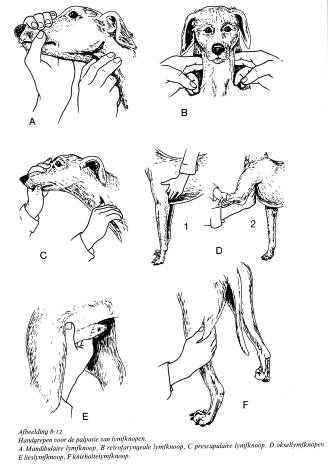 A
B
C
1
2
D
E
F
Afbeelding 8-12
Handgrepen voor de palpatie van lymfknopen.
A Mandibulaire lymfknoop, B retrofaryngeale lymfknoop, C prescapulaire lymfknoop, D oksellymfknopen.
E lieslymfknoop, F knieholtelymfknoop.